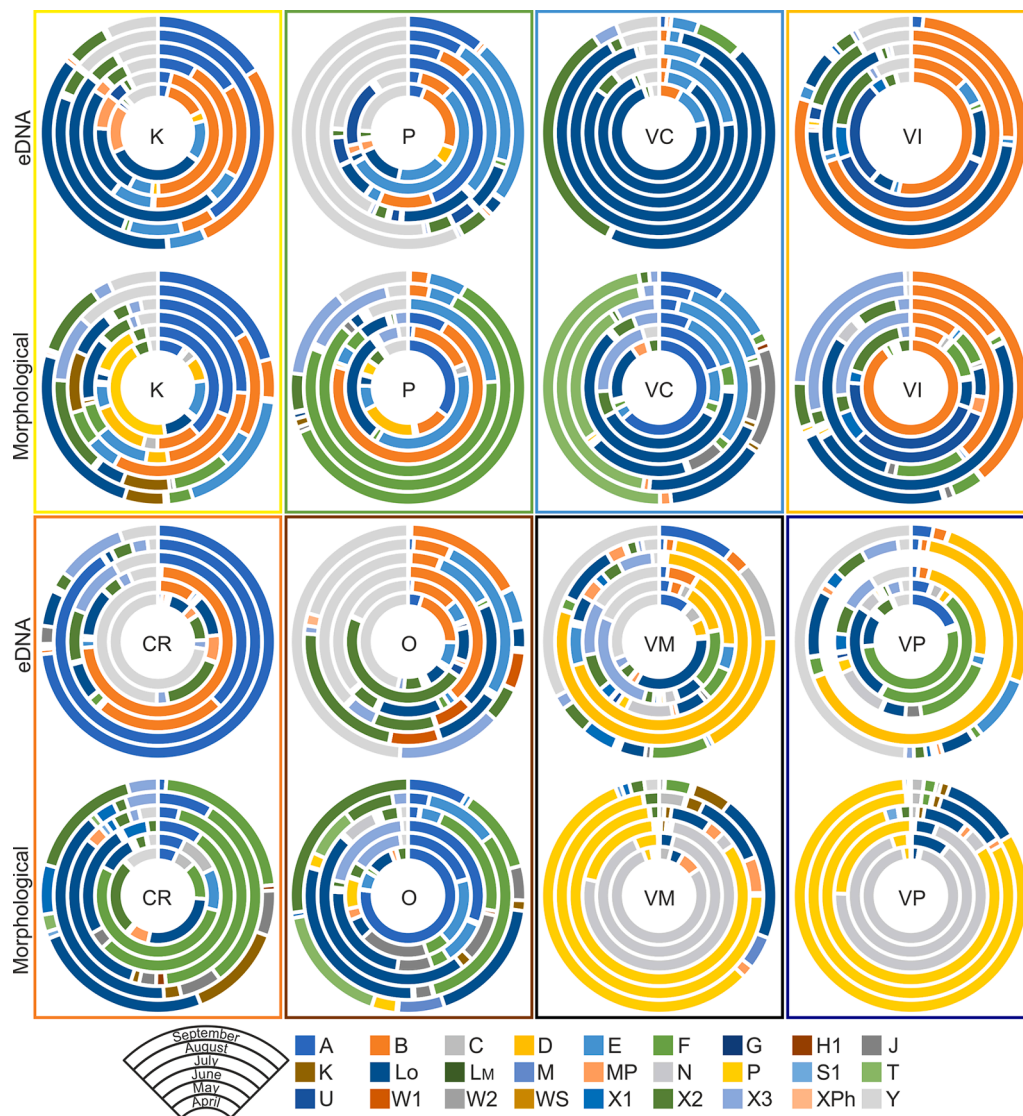 eDNA
K
P
VC
VI
Morphological
K
P
VC
VI
eDNA
CR
O
VM
VP
Morphological
CR
O
VM
VP
September
August
July
June
May
April
A B C D E F G H1 J
K Lo LM M MP N P S1 T
U W1 W2 WS X1 X2 X3 XPh Y